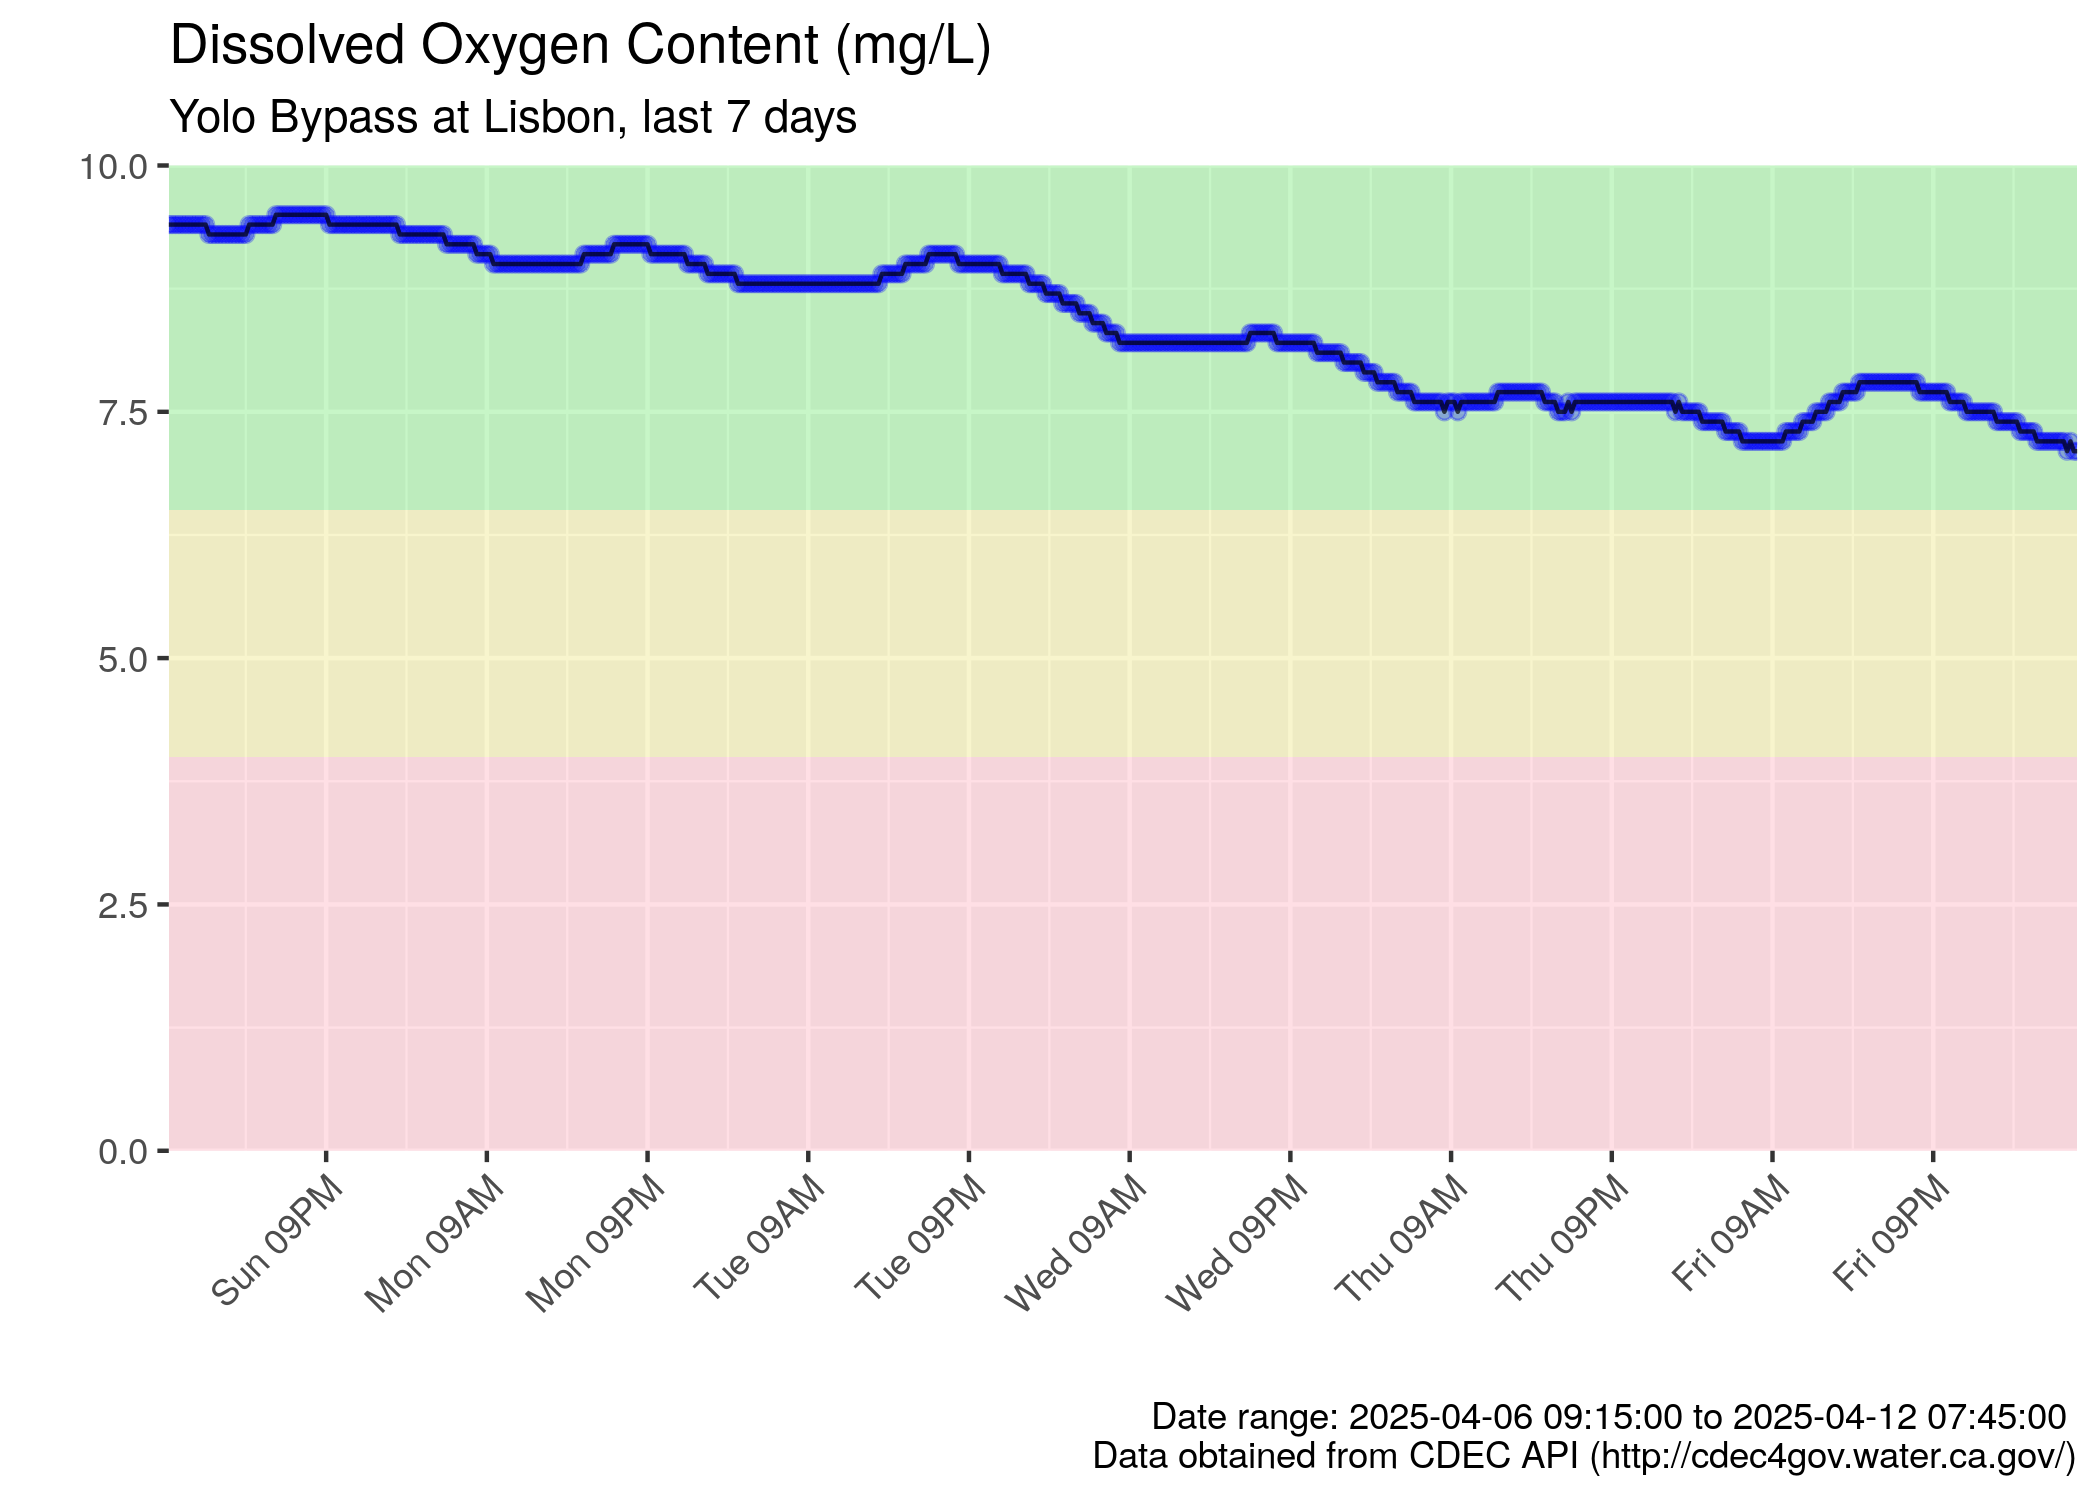 Dissolved Oxygen Content (mg/L)
Yolo Bypass at Lisbon, last 7 days
10.0
7.5
5.0
2.5
0.0
Sun 09PM
Mon 09AM
Mon 09PM
Tue 09AM
Tue 09PM
Wed 09AM
Wed 09PM
Thu 09AM
Thu 09PM
Fri 09AM
Fri 09PM
Date range: 2025-04-06 09:15:00 to 2025-04-12 07:45:00
Data obtained from CDEC API (http://cdec4gov.water.ca.gov/)